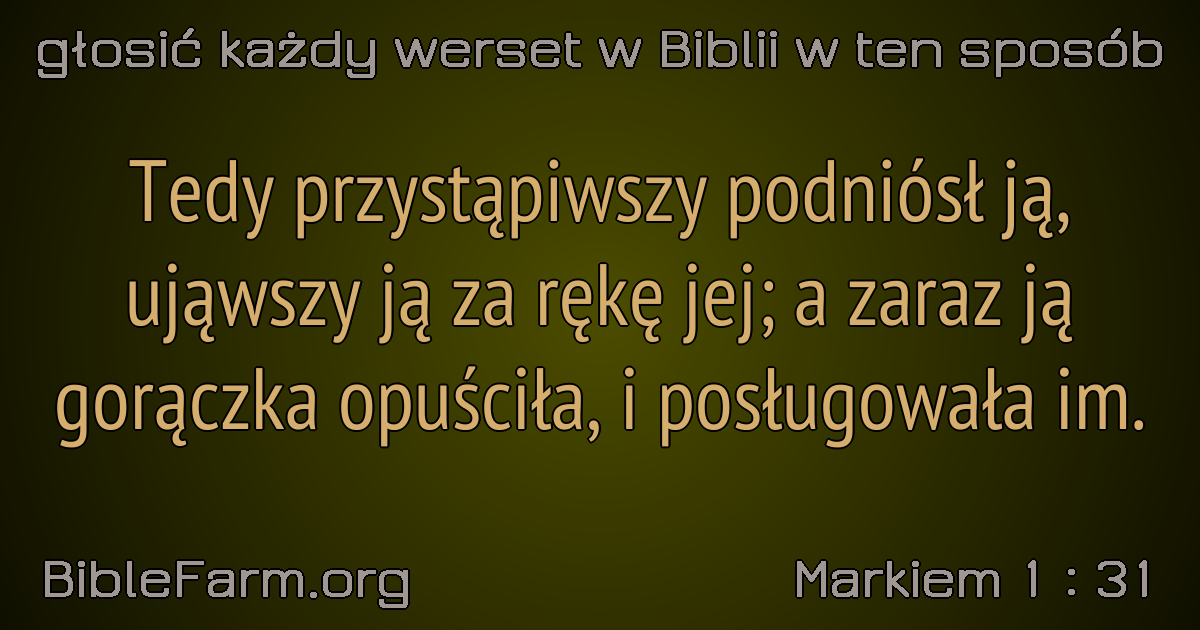 głosić każdy werset w Biblii w ten sposób
Tedy przystąpiwszy podniósł ją,
ująwszy ją za rękę jej; a zaraz ją
gorączka opuściła, i posługowała im.
BibleFarm.org
Markiem 1 : 31